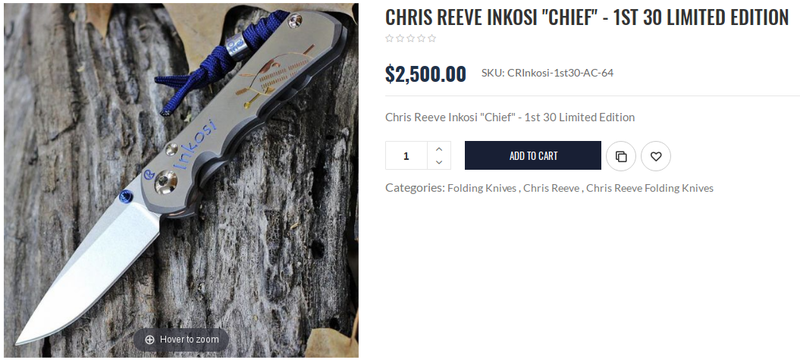 CHRIS REEVE INKOSI "CHIEF" - 1ST 30 LIMITED EDITION
$2,500.00
SKU: CRInkosi-1st30-AC-64
Chris Reeve Inkosi "Chief" - 1st 30 Limited Edition
1
ADD TO CART
Categories: Folding Knives , Chris Reeve , Chris Reeve Folding Knives
Inkosi
Hover to zoom